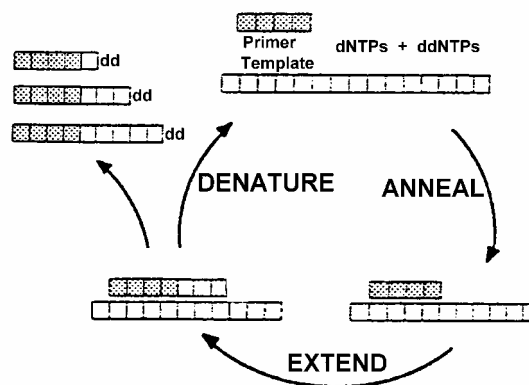 dd
dd
dd
Primer
Template
dNTPs + ddNTPs
DENATURE
ANNEAL
EXTEND